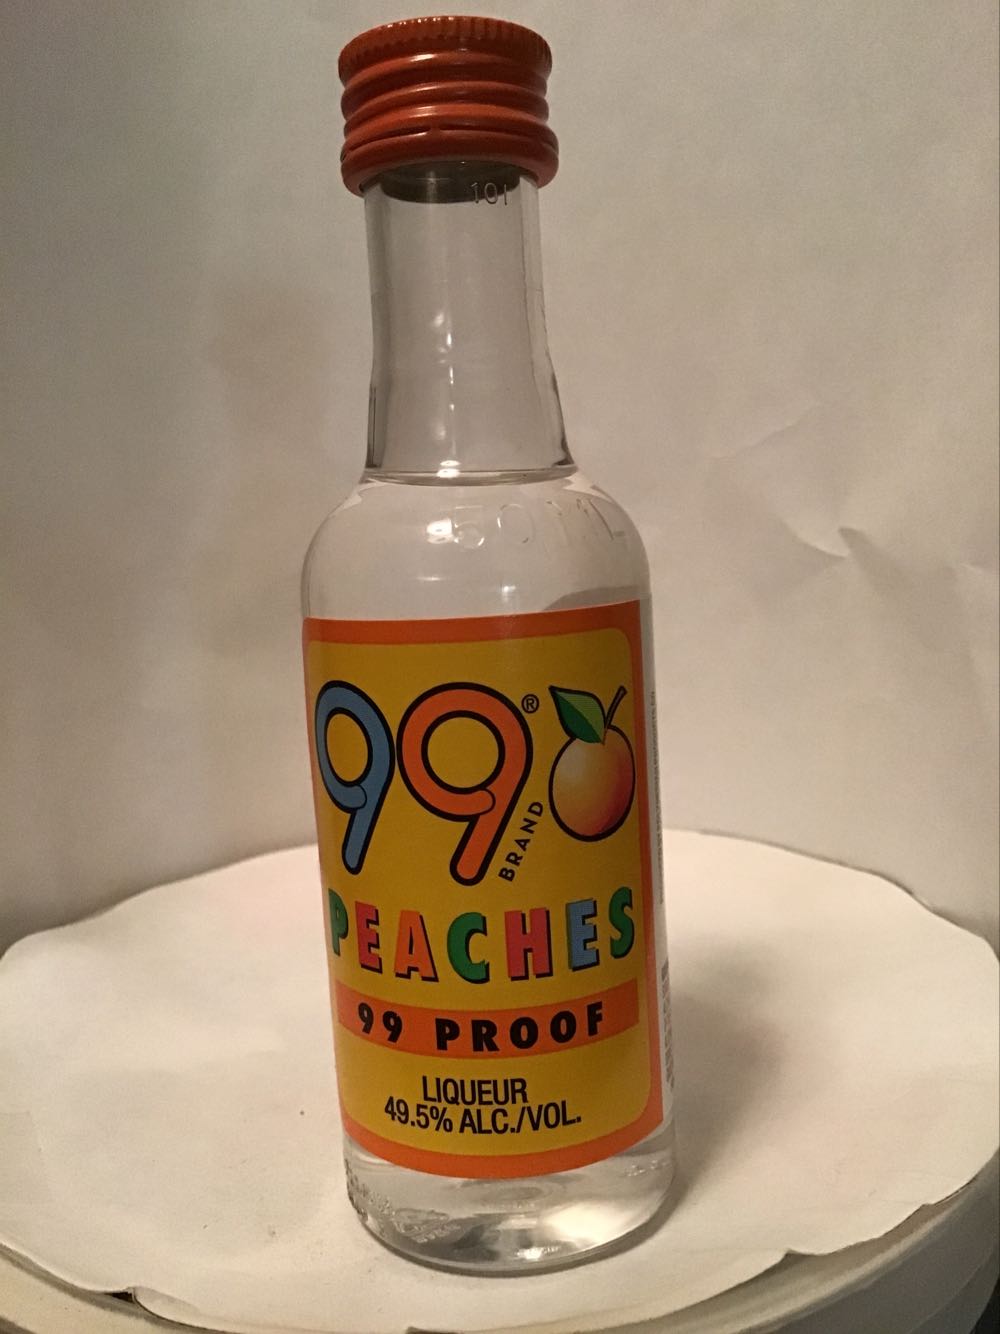 101
50 ML
99®
BRAND
PEACHES
99 PROOF
LIQUEUR
49.5% ALC./VOL.